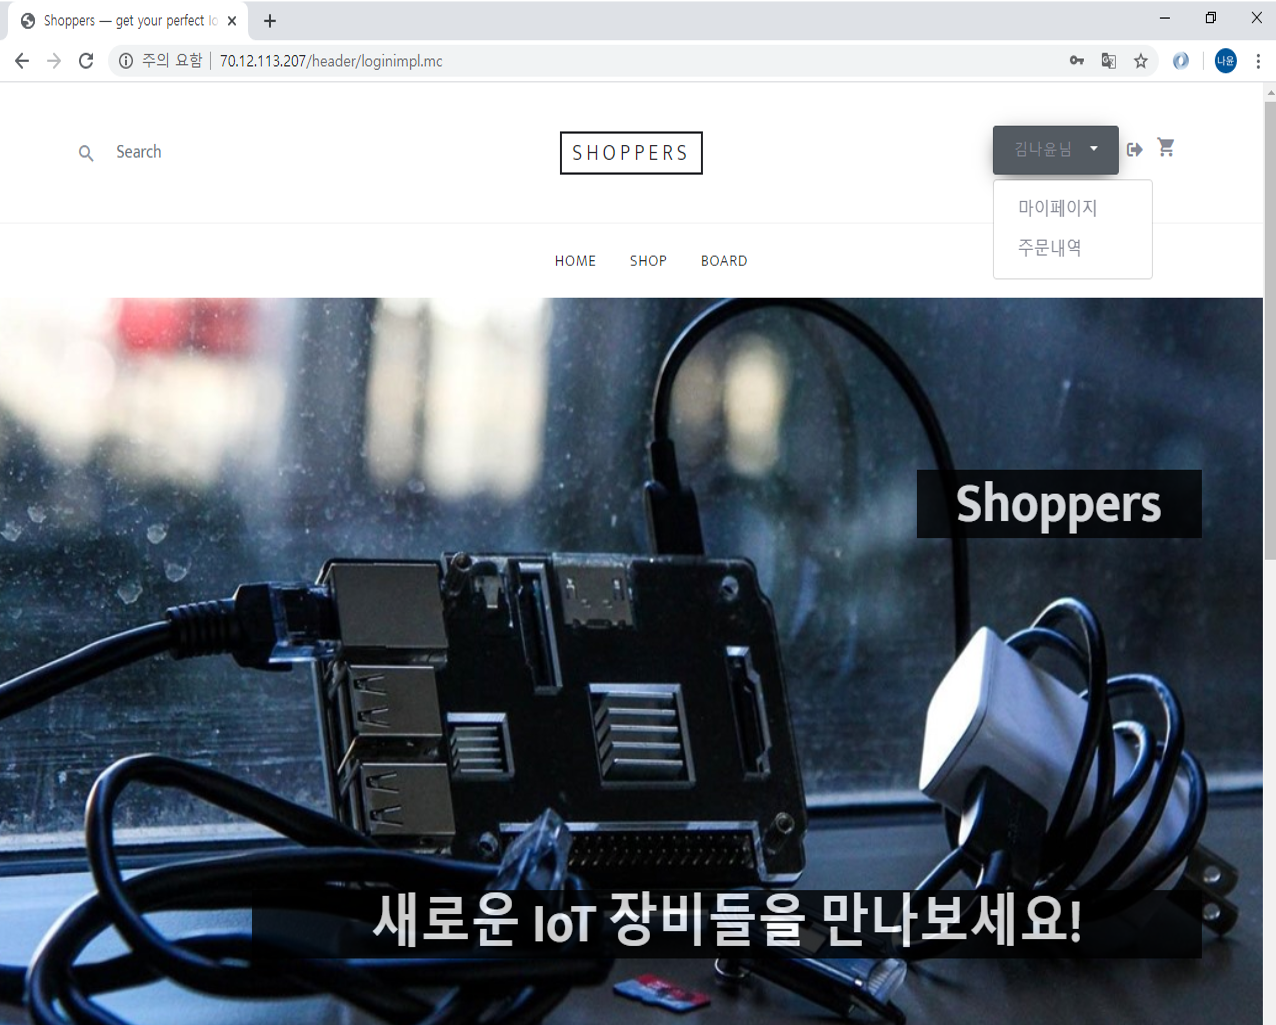 Shoppers — get your perfect Io
주의 요함 70.12.113.207/header/loginimpl.mc
나윤
Search
SHOPPERS
김나윤님
마이페이지
주문내역
HOME SHOP BOARD
Shoppers
새로운 IoT 장비들을 만나보세요!